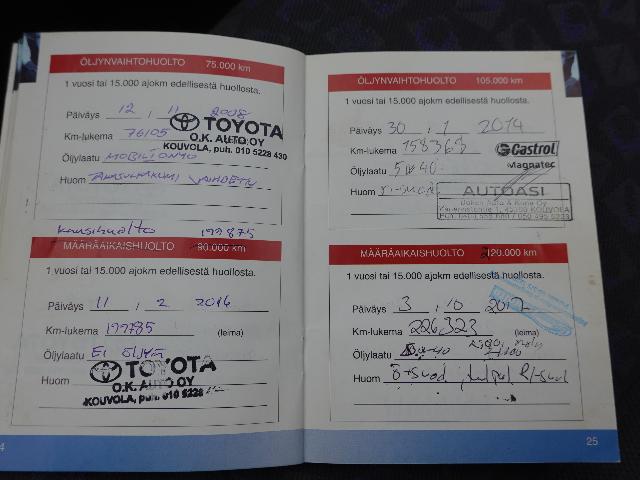 ÖLJYNVAIHTOHUOLTO 75.000 km
1 vuosi tai 15.000 ajokm edellisestä huollosta.
Päiväys 12 / 11 2008
Km-lukema 76105
TOYOTA
O.K. AUTO OY
KOUVOLA, puh. 010 5228 430
Öljylaatu
Huom
kausihuolto 199875
MÄÄRÄAIKAISHUOLTO 90.000 km
1 vuosi tai 15.000 ajokm edellisestä huollosta.
Päiväys 11 / 2 2016
Km-lukema 199785 (leima)
Öljylaatu EI ÖLJYÄ
Huom
TOYOTA
O.K. AUTO OY
KOUVOLA, puh. 010 5228
ÖLJYNVAIHTOHUOLTO 105.000 km
1 vuosi tai 15.000 ajokm edellisestä huollosta.
Päiväys 30 / 1 2014
Km-lukema 158363
Castrol
Magnatec
Öljylaatu 5W40
Huom
AUTOASI
MÄÄRÄAIKAISHUOLTO 120.000 km
1 vuosi tai 15.000 ajokm edellisestä huollosta.
Päiväys 3 / 10 2017
Km-lukema 226323 (leima)
Öljylaatu
Huom
25